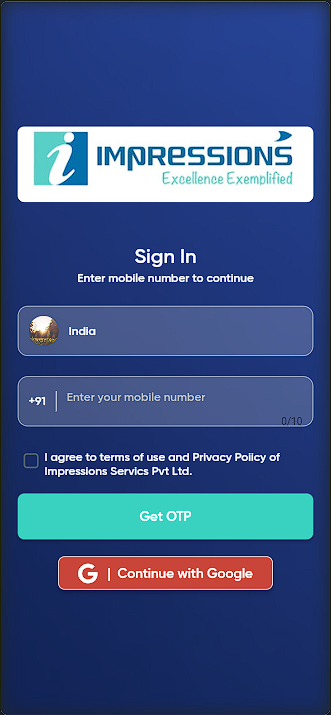 i IMPRESSIONS
Excellence Exemplified
Sign In
Enter mobile number to continue
India
+91 Enter your mobile number
0/10
I agree to terms of use and Privacy Policy of
Impressions Servics Pvt Ltd.
Get OTP
G | Continue with Google